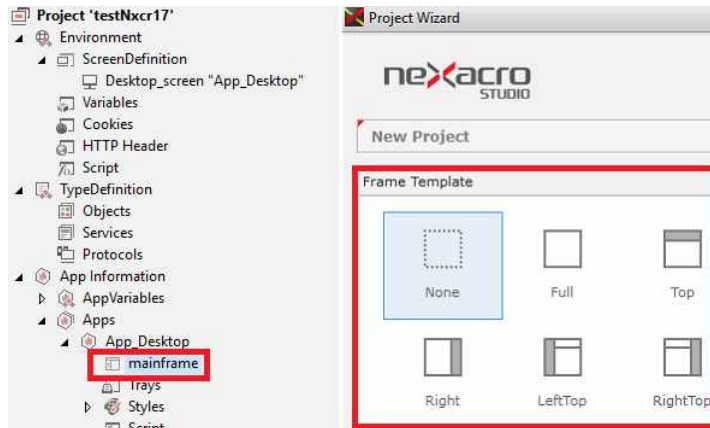 Project 'testNxcr17'
Environment
ScreenDefinition
Desktop_screen "App_Desktop"
Variables
Cookies
HTTP Header
Script
TypeDefinition
Objects
Services
Protocols
App Information
AppVariables
Apps
App_Desktop
mainframe
Trays
Styles
Script
Project Wizard
nexacro
STUDIO
New Project
Frame Template
None
Full
Top
Right
LeftTop
RightTop